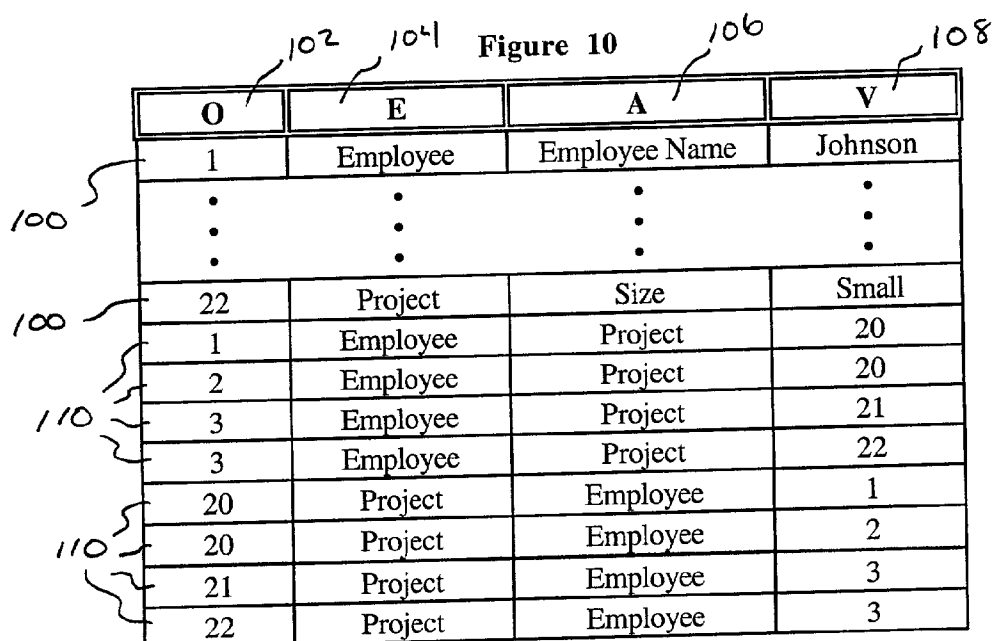 102 104 Figure 10 106 108
O E A V
1 Employee Employee Name Johnson
100
100 22 Project Size Small
1 Employee Project 20
2 Employee Project 20
110 3 Employee Project 21
3 Employee Project 22
20 Project Employee 1
110 20 Project Employee 2
21 Project Employee 3
22 Project Employee 3